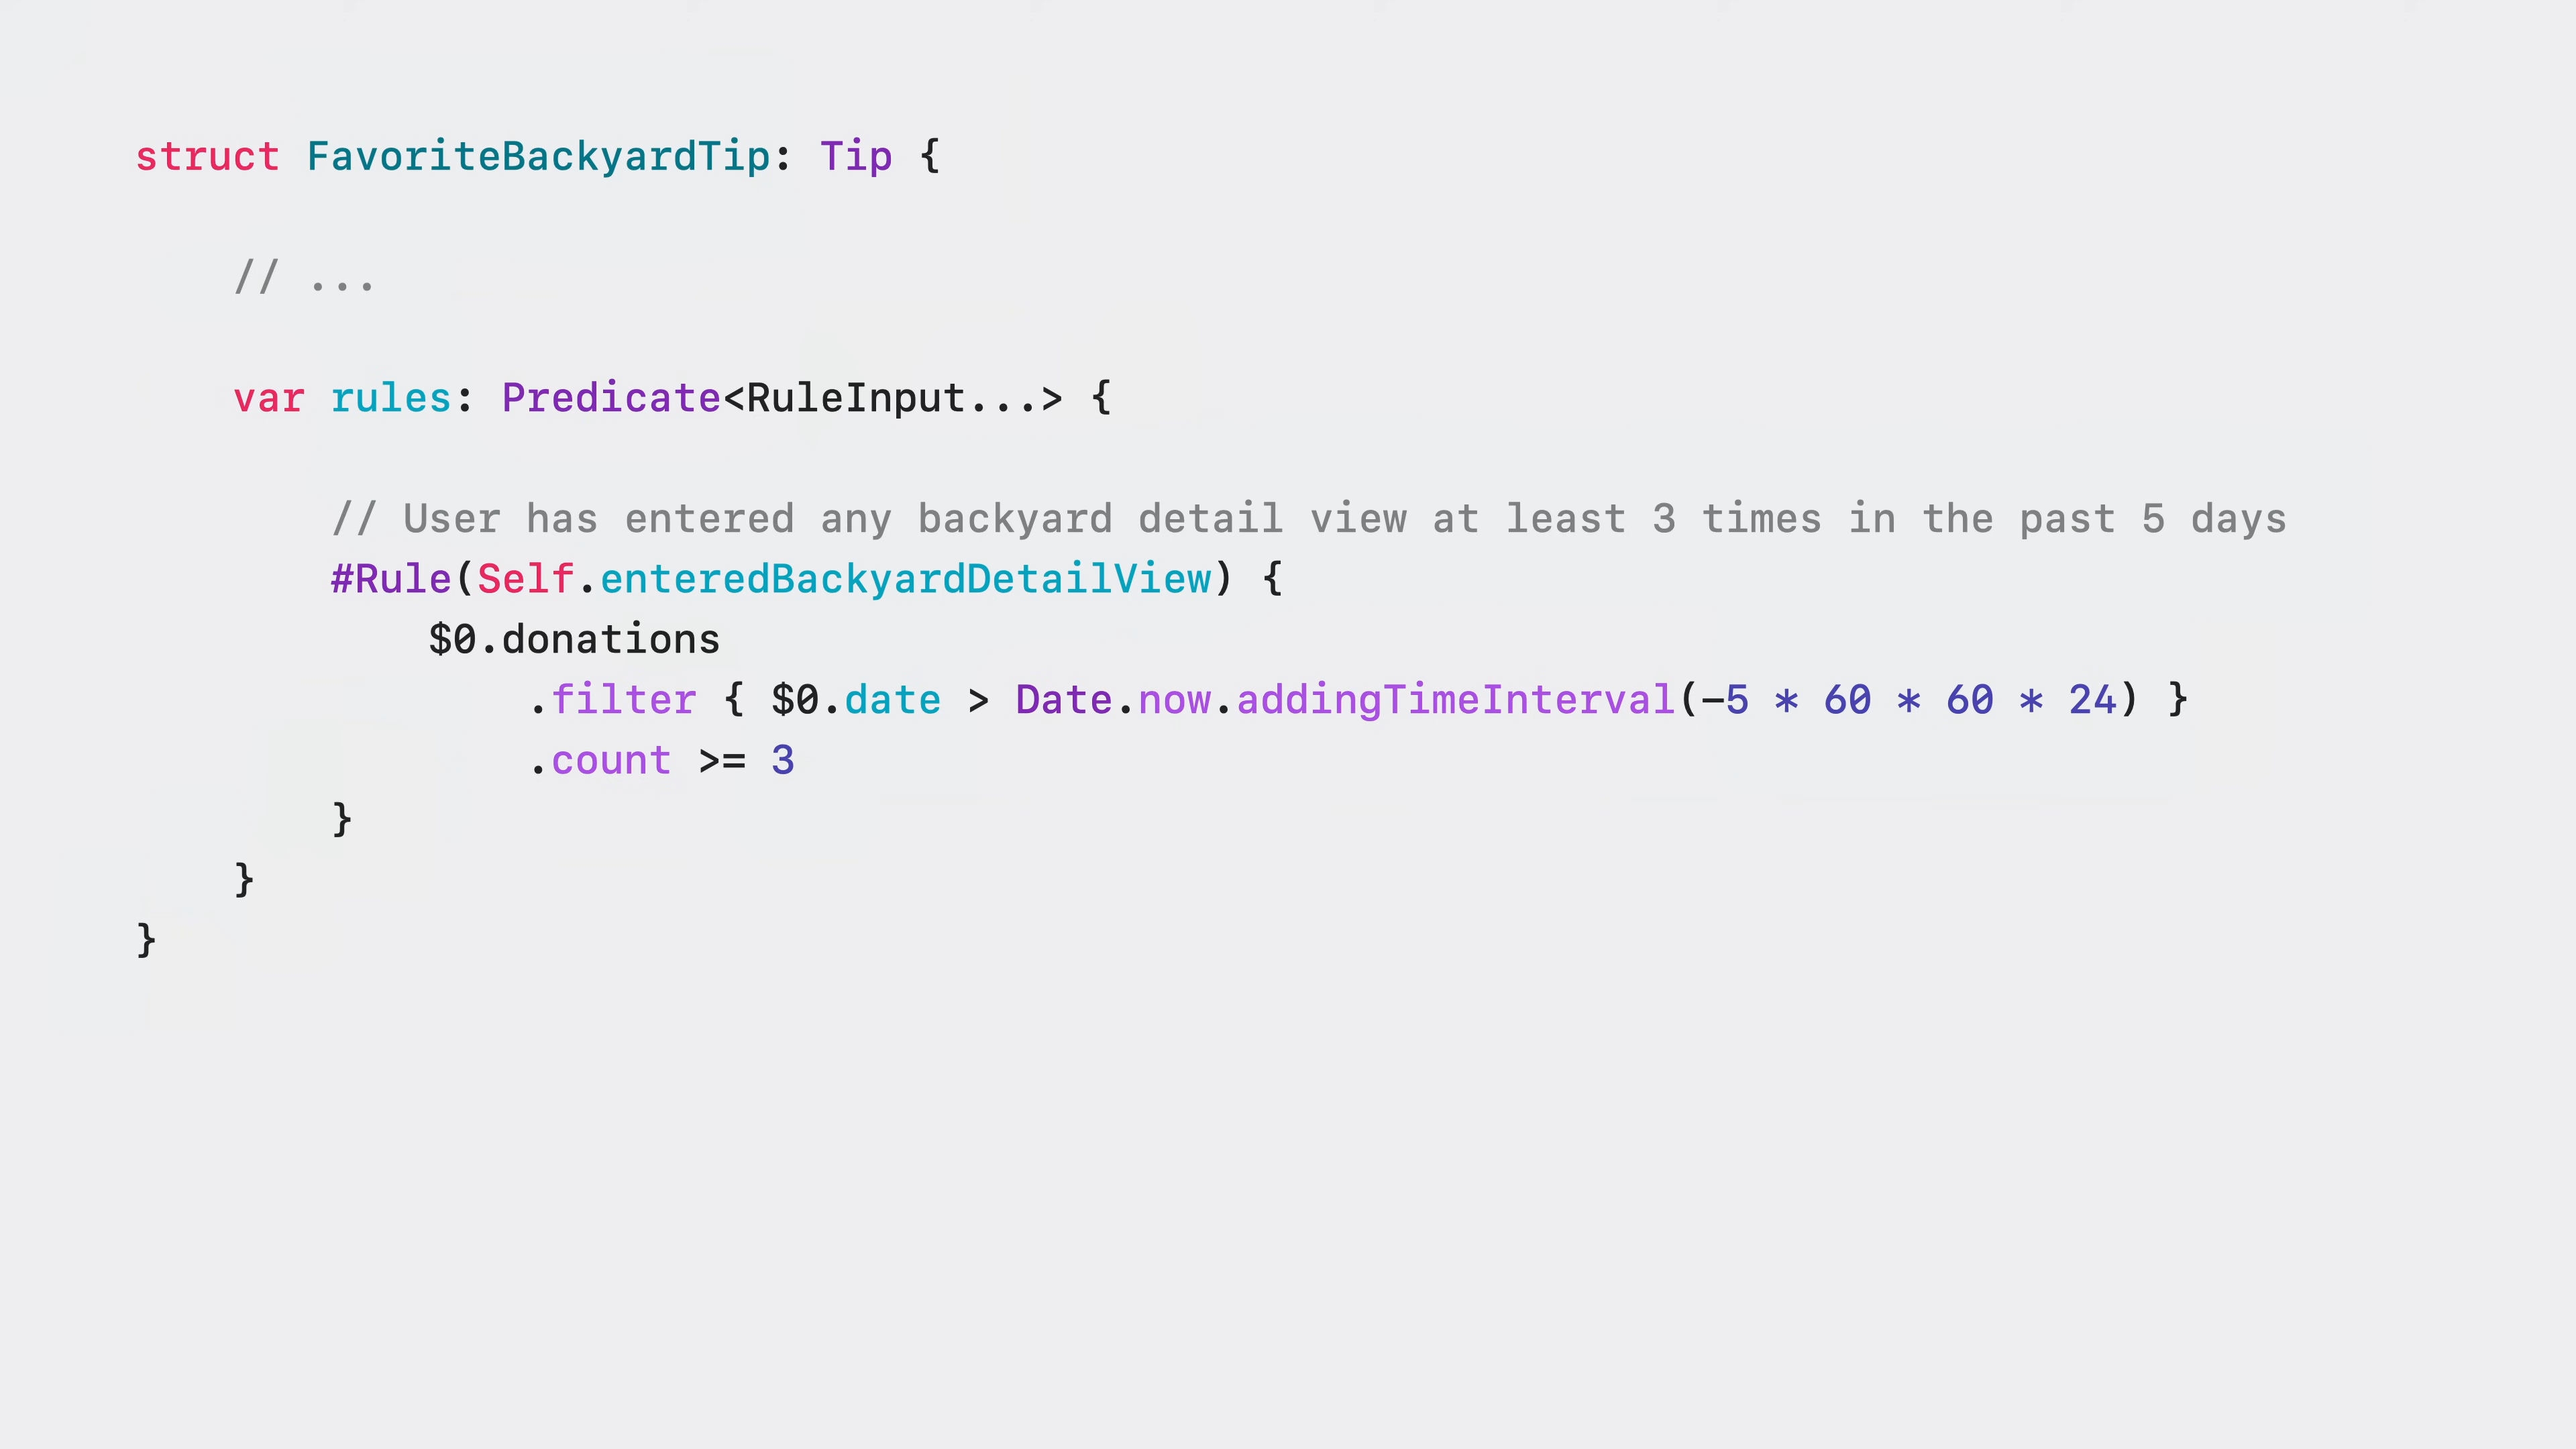 struct FavoriteBackyardTip: Tip {
// ...
var rules: Predicate<RuleInput...> {
// User has entered any backyard detail view at least 3 times in the past 5 days
#Rule(Self.enteredBackyardDetailView) {
$0.donations
.filter { $0.date > Date.now.addingTimeInterval(-5 * 60 * 60 * 24) }
.count >= 3
}
}
}